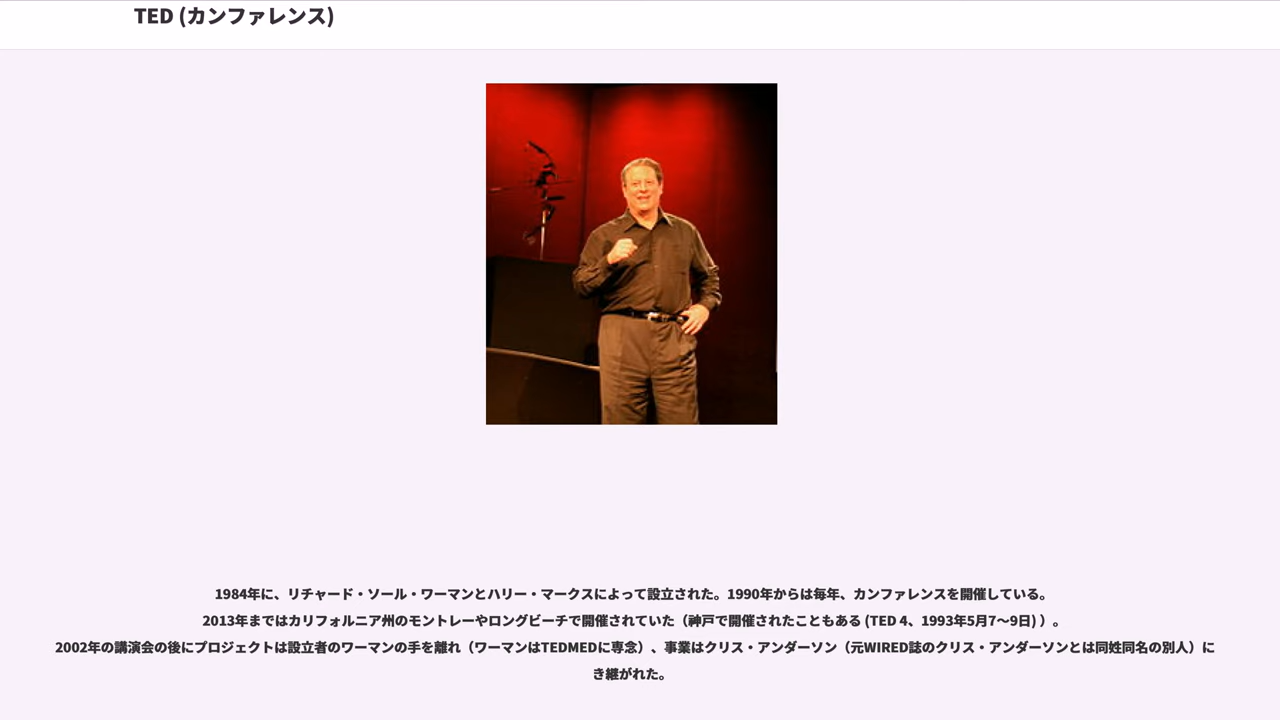 TED (カンファレンス)
1984年に、リチャード・ソール・ワーマンとハリー・マークスによって設立された。1990年からは毎年、カンファレンスを開催している。
2013年まではカリフォルニア州のモントレーやロングビーチで開催されていた（神戸で開催されたこともある (TED 4、1993年5月7〜9日) ）。
2002年の講演会の後にプロジェクトは設立者のワーマンの手を離れ（ワーマンはTEDMEDに専念）、事業はクリス・アンダーソン（元WIRED誌のクリス・アンダーソンとは同姓同名の別人）に
き継がれた。